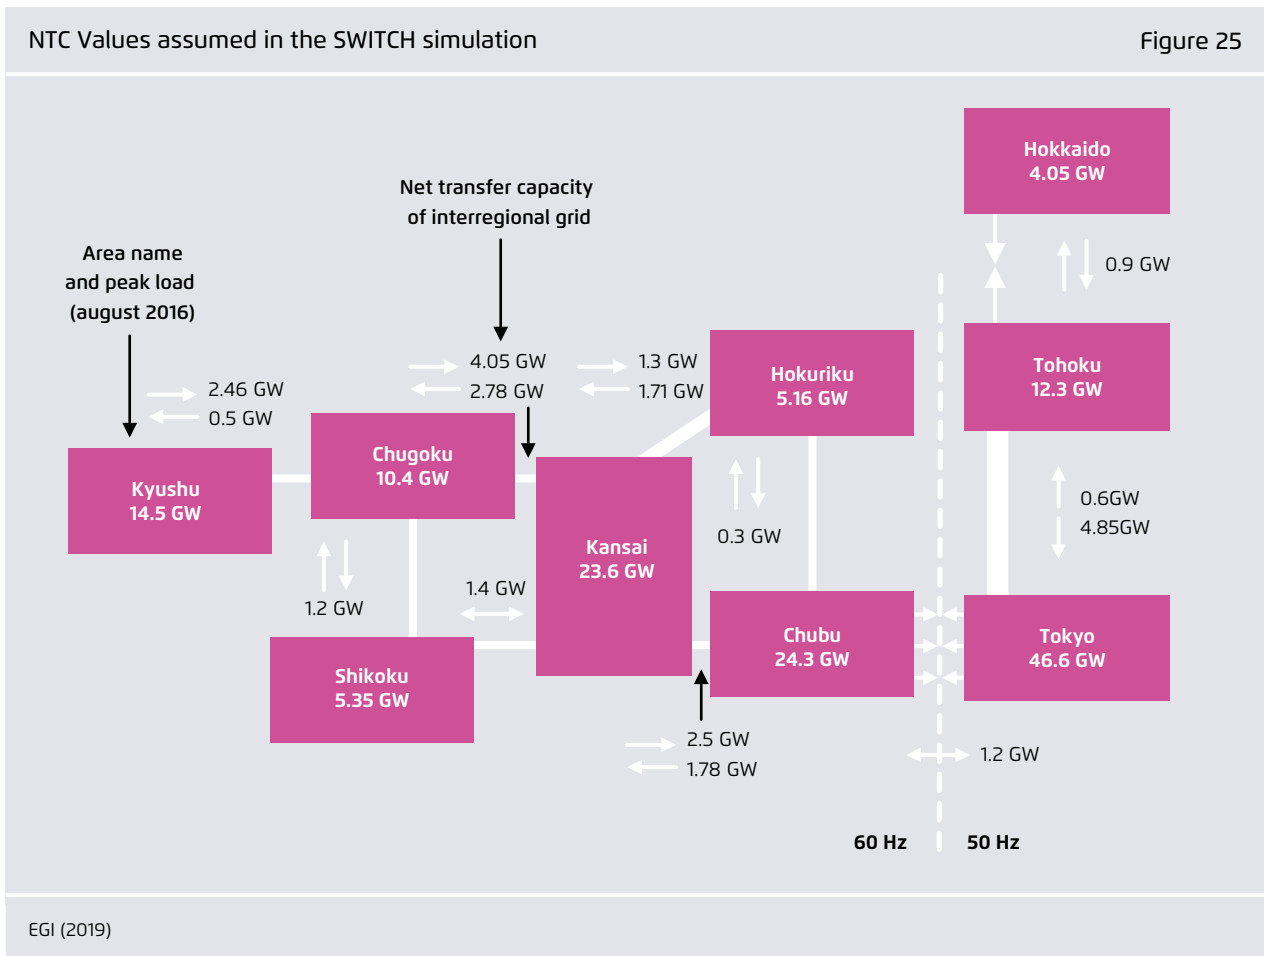 NTC Values assumed in the SWITCH simulation
Figure 25
Hokkaido
4.05 GW
Net transfer capacity
of interregional grid
Area name
and peak load
(august 2016)
0.9 GW
4.05 GW
2.78 GW
1.3 GW
1.71 GW
2.46 GW
0.5 GW
Hokuriku
5.16 GW
Tohoku
12.3 GW
Chugoku
10.4 GW
Kyushu
14.5 GW
0.6GW
4.85GW
0.3 GW
Kansai
23.6 GW
1.4 GW
1.2 GW
Chubu
24.3 GW
Tokyo
46.6 GW
Shikoku
5.35 GW
2.5 GW
1.78 GW
1.2 GW
60 Hz
50 Hz
EGI (2019)